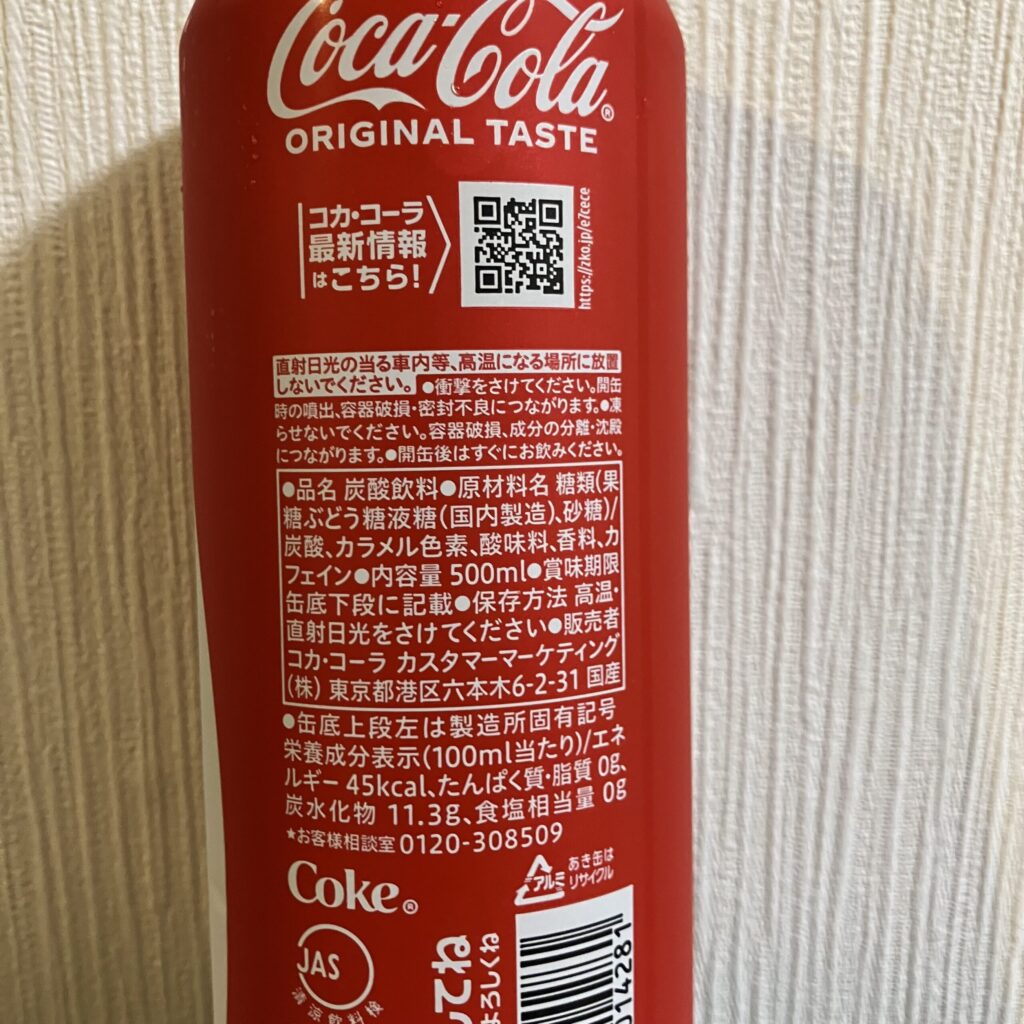 Coca-Cola®
ORIGINAL TASTE
コカ・コーラ
最新情報
はこちら!
https://zko.jp/e7cece
直射日光の当る車内等、高温になる場所に放置
しないでください。●衝撃をさけてください。開缶
時の噴出、容器破損・密封不良につながります。●凍
らせないでください。容器破損、成分の分離・沈殿
につながります。●開缶後はすぐにお飲みください。
●品名 炭酸飲料●原材料名 糖類(果
糖ぶどう糖液糖(国内製造)、砂糖)/
炭酸、カラメル色素、酸味料、香料、カ
フェイン●内容量 500ml●賞味期限
缶底下段に記載●保存方法 高温・
直射日光をさけてください●販売者
コカ・コーラ カスタマーマーケティング
(株) 東京都港区六本木6-2-31 国産
●缶底上段左は製造所固有記号
栄養成分表示(100ml当たり)/エネ
ルギー 45kcal、たんぱく質・脂質 0g、
炭水化物 11.3g、食塩相当量 0g
★お客様相談室 0120-308509
Coke®
アルミ
あき缶は
リサイクル
JAS
清涼飲料検
てね
よろしくね
014281